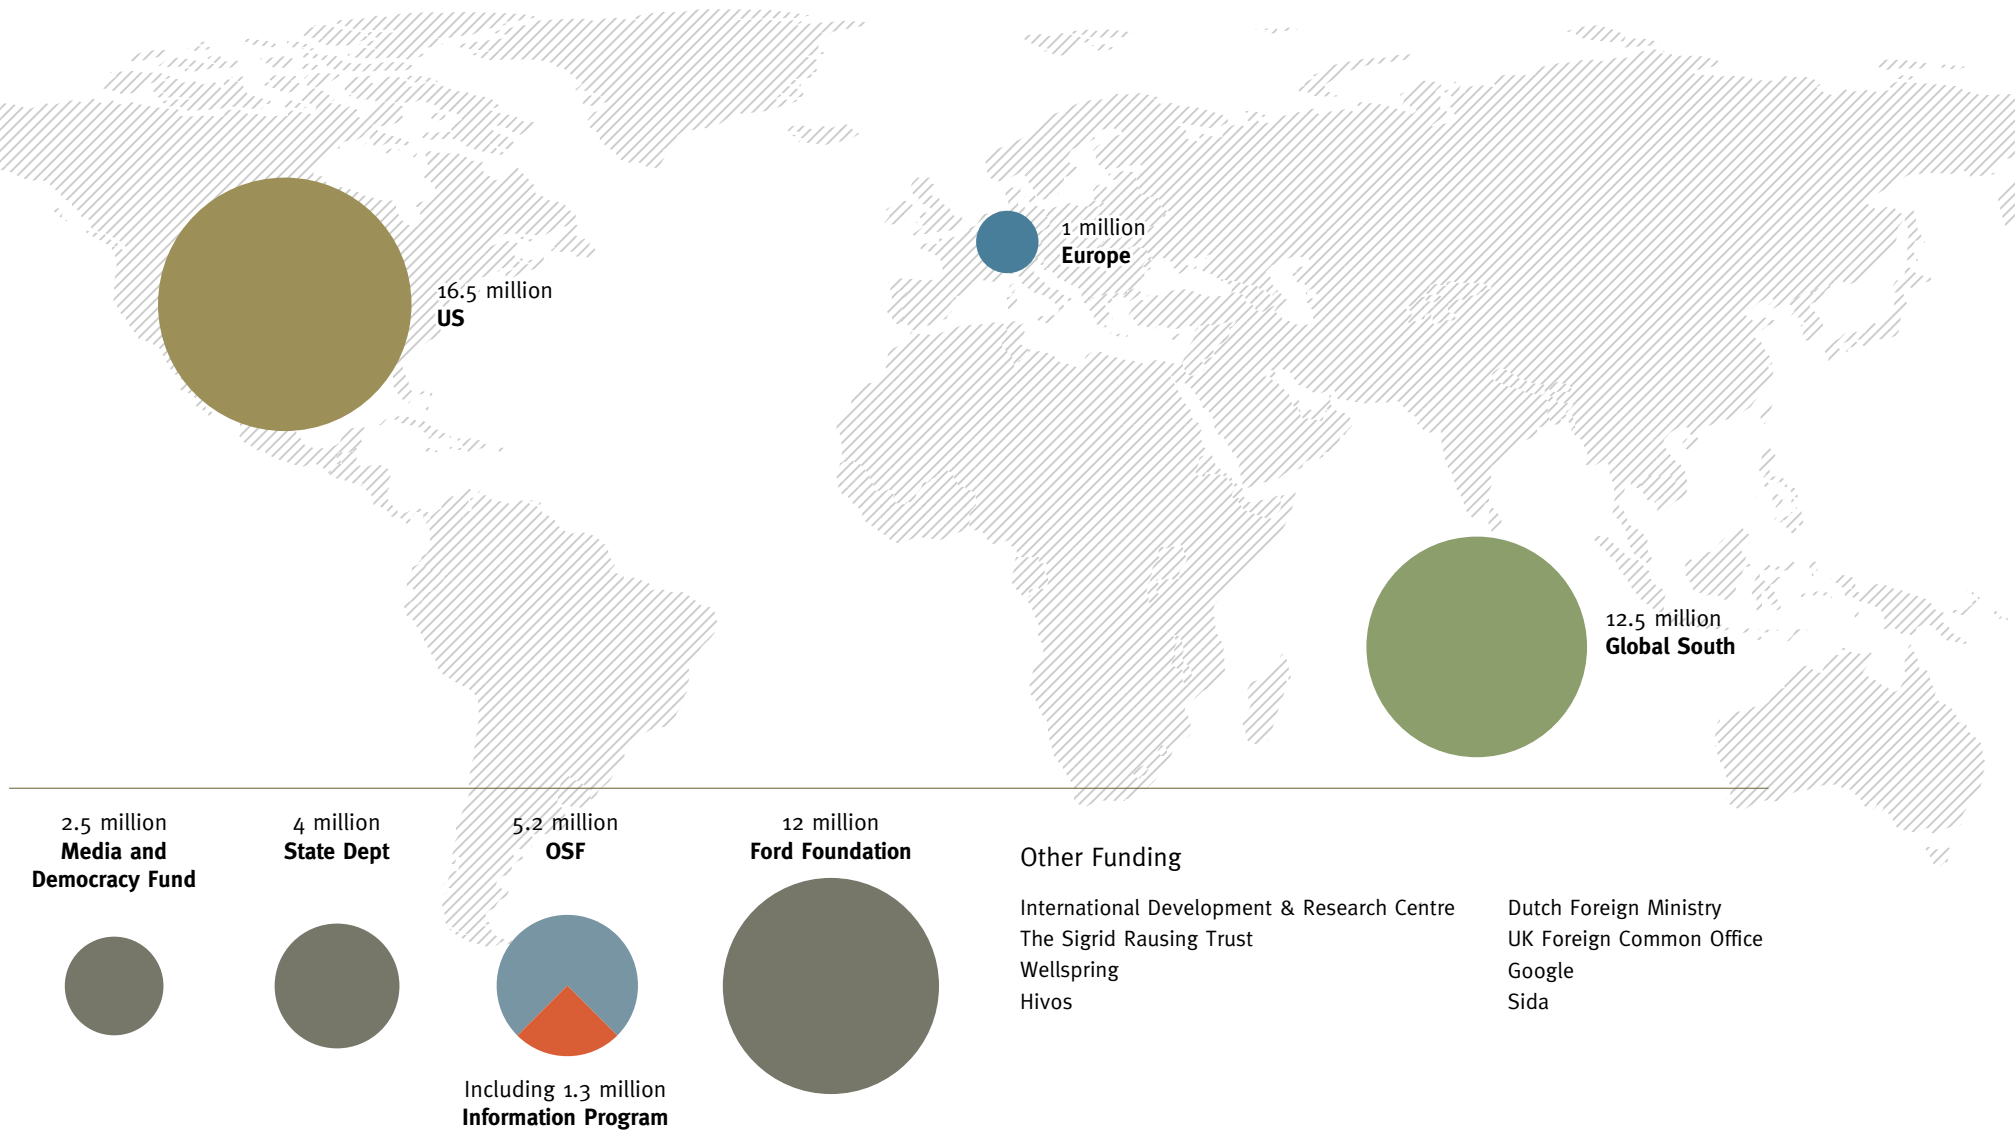 16.5 million
US
1 million
Europe
12.5 million
Global South
2.5 million
Media and
Democracy Fund
4 million
State Dept
5.2 million
OSF
Including 1.3 million
Information Program
12 million
Ford Foundation
Other Funding
International Development & Research Centre
The Sigrid Rausing Trust
Wellspring
Hivos
Dutch Foreign Ministry
UK Foreign Common Office
Google
Sida